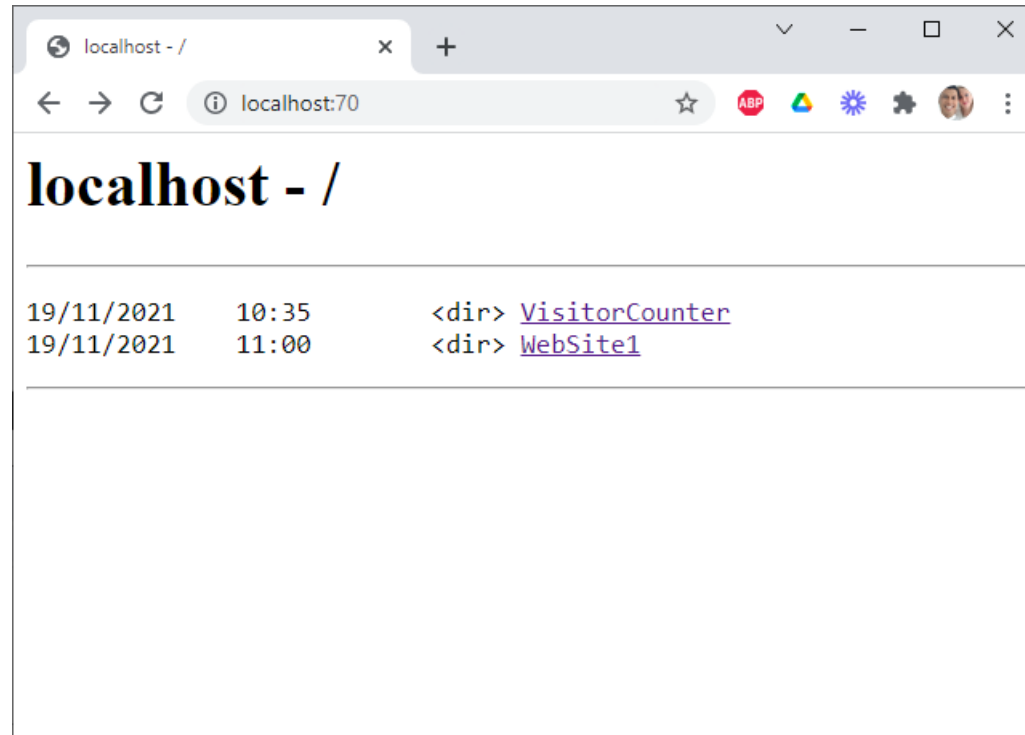 localhost - /
localhost:70
ABP
localhost - /
19/11/2021 10:35 <dir> VisitorCounter
19/11/2021 11:00 <dir> WebSite1